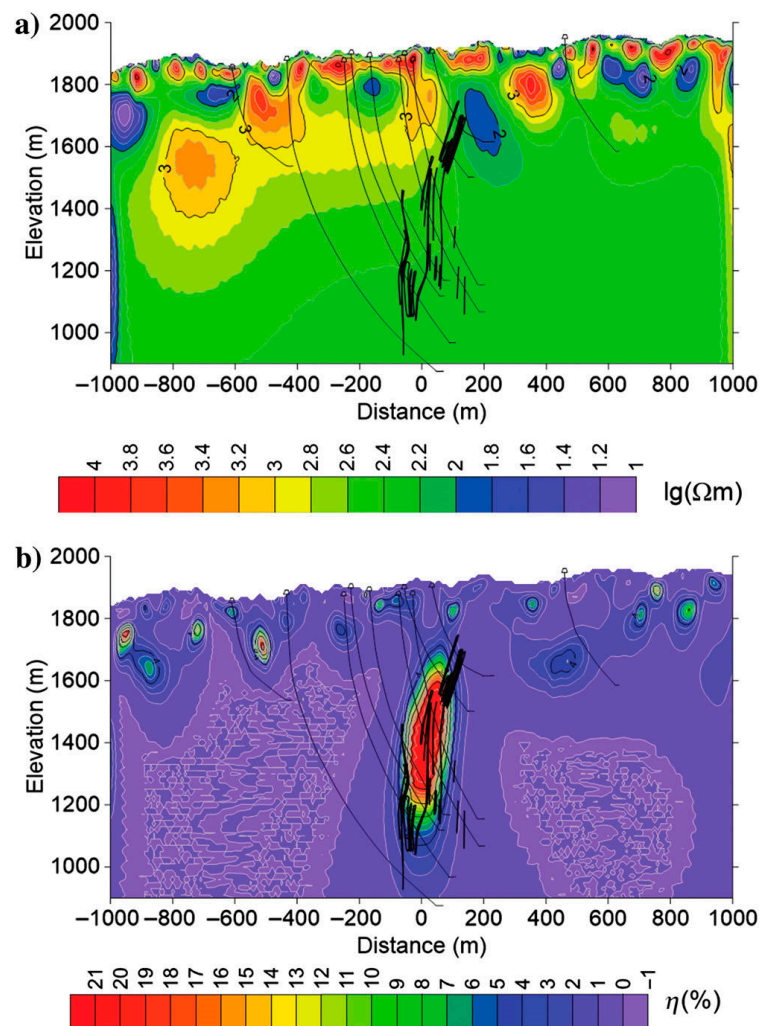 a)
2000
1800
1600
1400
1200
1000
Elevation (m)
2 3 3 3 2 3 2 2
−1000 −800 −600 −400 −200 0 200 400 600 800 1000
Distance (m)
4 3.8 3.6 3.4 3.2 3 2.8 2.6 2.4 2.2 2 1.8 1.6 1.4 1.2 1
lg(Ωm)
b)
2000
1800
1600
1400
1200
1000
Elevation (m)
−1000 −800 −600 −400 −200 0 200 400 600 800 1000
Distance (m)
21 20 19 18 17 16 15 14 13 12 11 10 9 8 7 6 5 4 3 2 1 0 −1
η(%)